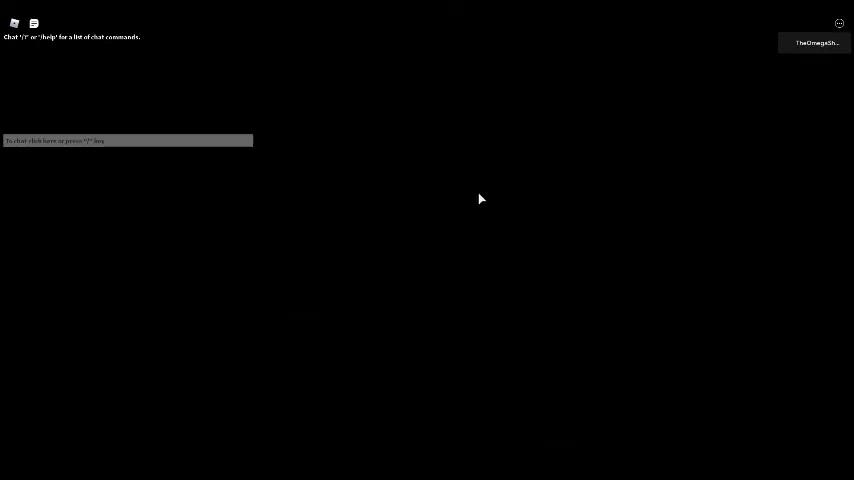 Chat '/?' or '/help' for a list of chat commands.
TheOmegaSh...
To chat click here or press "/" key